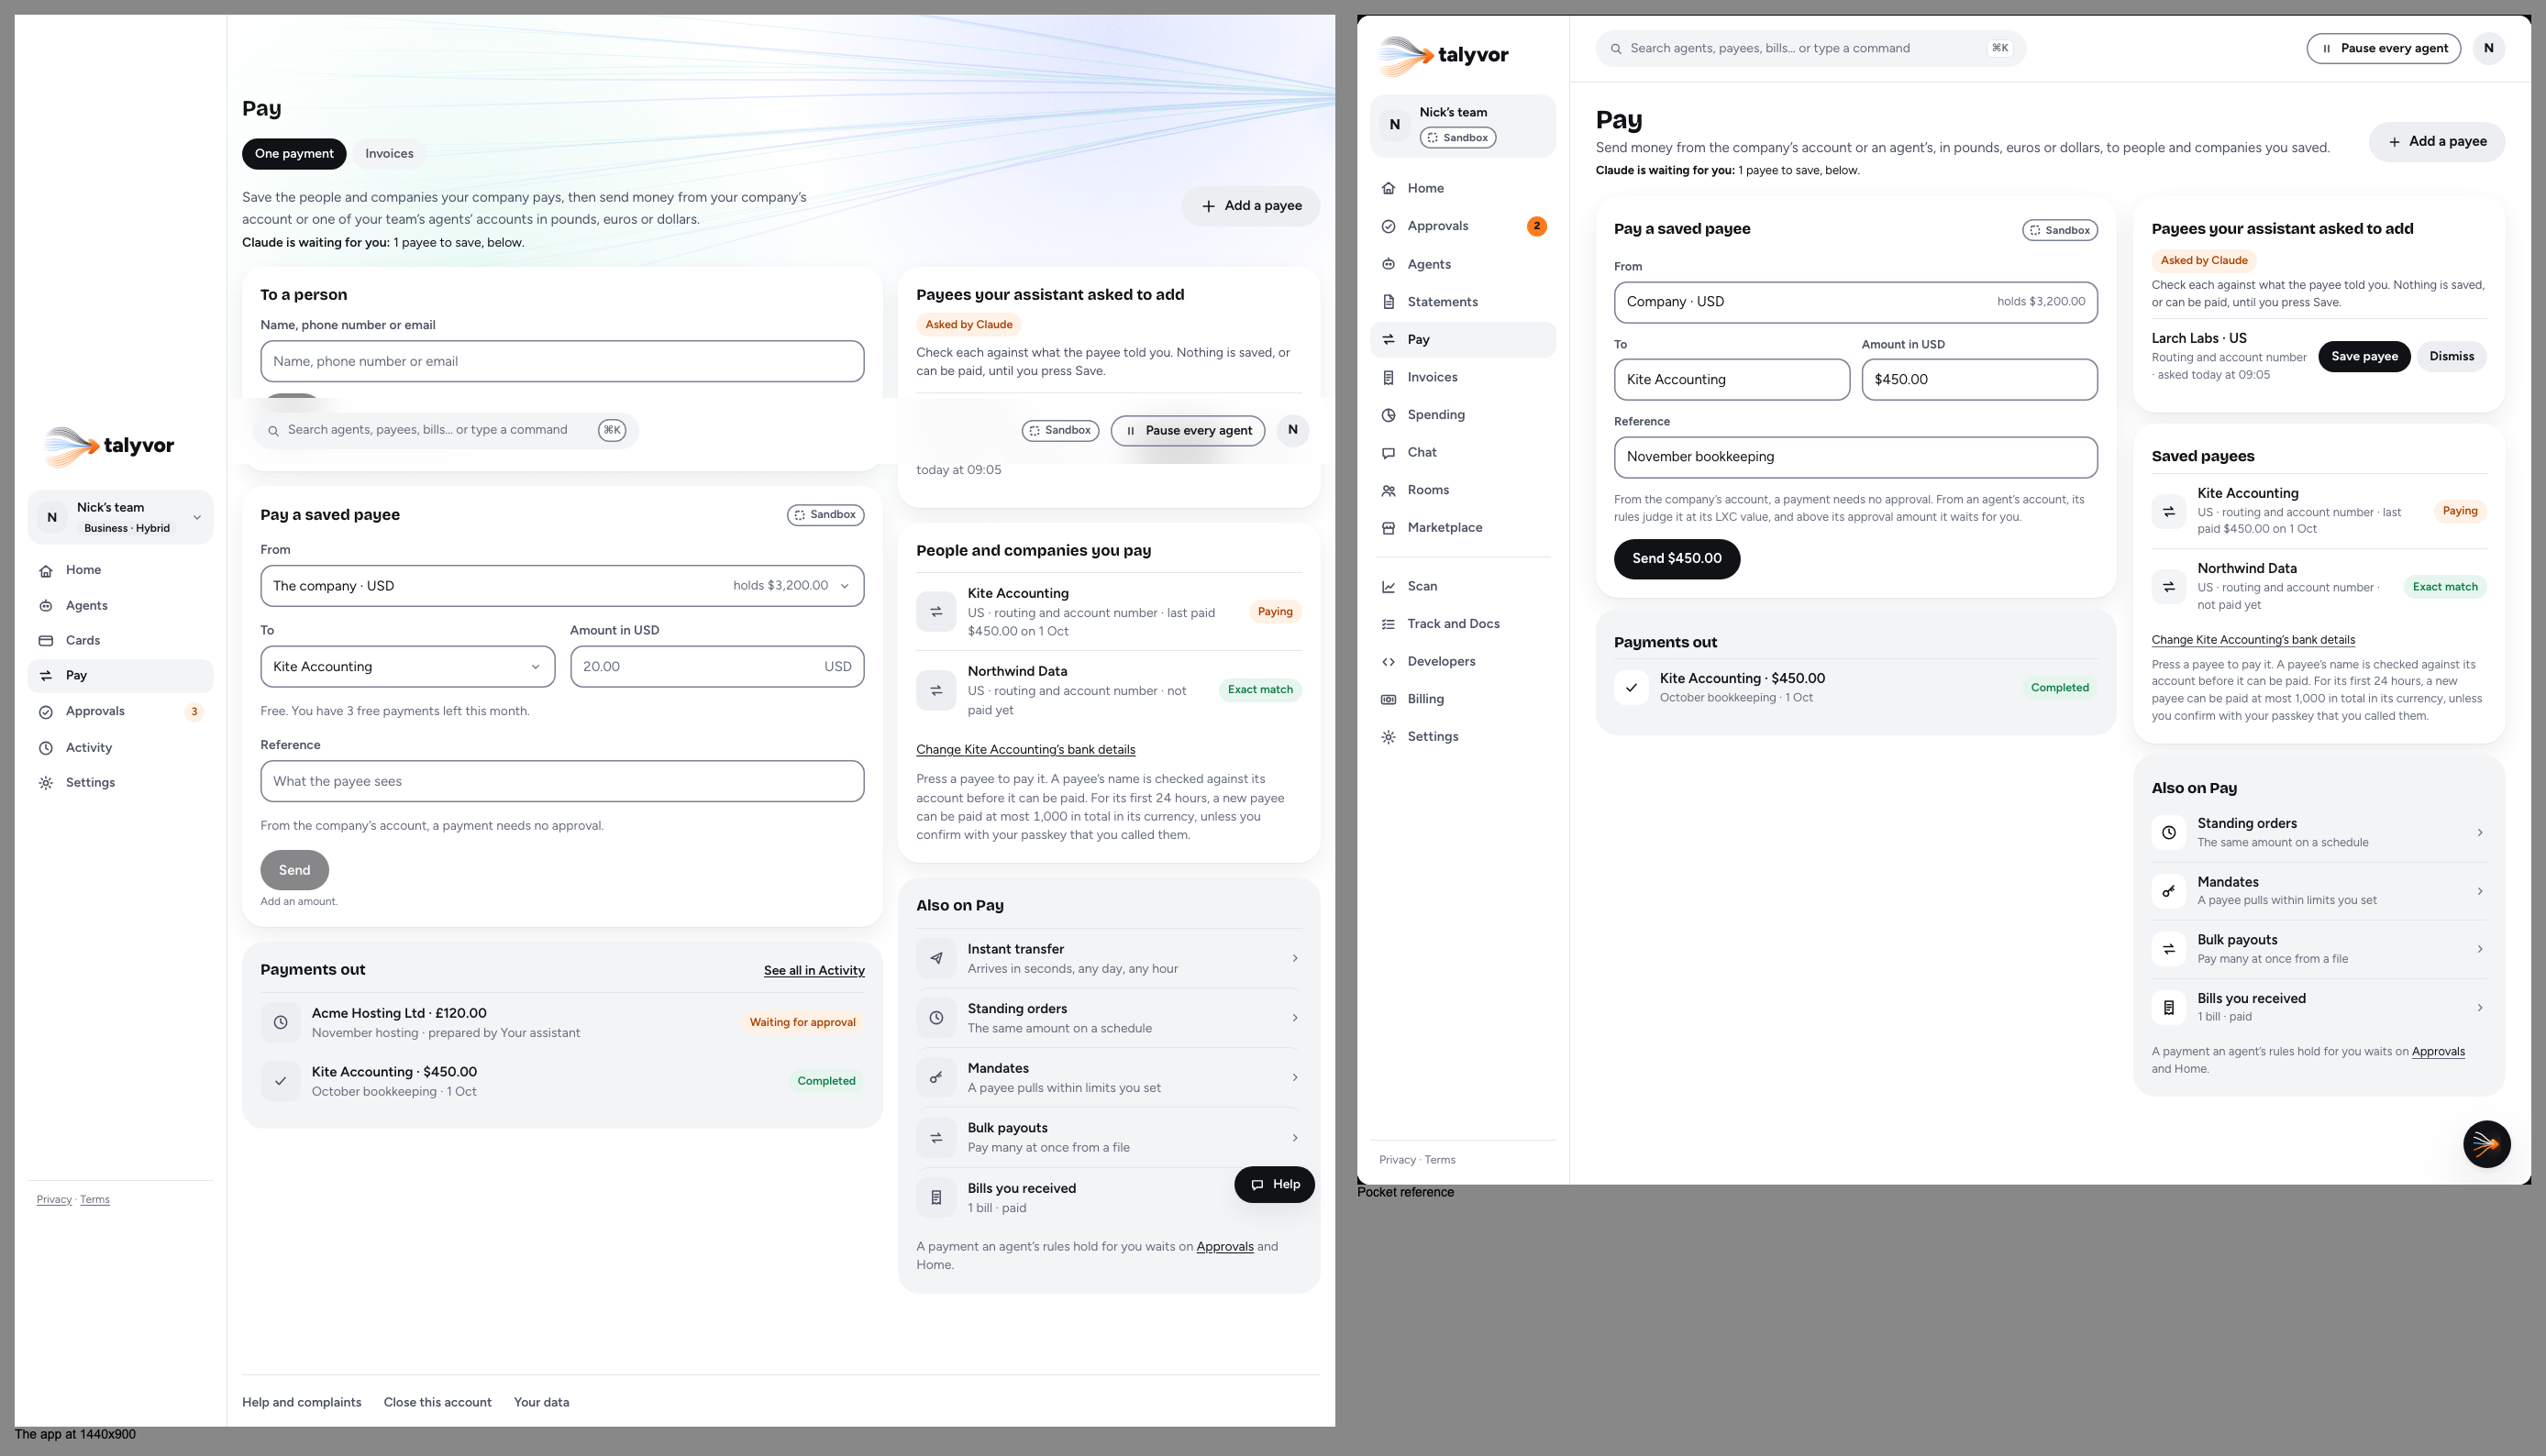 Pay
One payment
Invoices
Save the people and companies your company pays, then send money from your company's
account or one of your team's agents' accounts in pounds, euros or dollars.
Claude is waiting for you: 1 payee to save, below.
Add a payee
To a person
Name, phone number or email
Name, phone number or email
Payees your assistant asked to add
Asked by Claude
Check each against what the payee told you. Nothing is saved, or
can be paid, until you press Save.
Search agents, payees, bills... or type a command
⌘K
Sandbox
Pause every agent
N
today at 09:05
talyvor
N
Nick's team
Business · Hybrid
Home
Agents
Cards
Pay
Approvals
3
Activity
Settings
Privacy · Terms
Pay a saved payee
Sandbox
From
The company · USD
holds $3,200.00
To
Amount in USD
Kite Accounting
20.00
USD
Free. You have 3 free payments left this month.
Reference
What the payee sees
From the company's account, a payment needs no approval.
Send
Add an amount.
Payments out
See all in Activity
Acme Hosting Ltd · £120.00
November hosting · prepared by Your assistant
Waiting for approval
Kite Accounting · $450.00
October bookkeeping · 1 Oct
Completed
People and companies you pay
Kite Accounting
US · routing and account number · last paid
$450.00 on 1 Oct
Paying
Northwind Data
US · routing and account number · not
paid yet
Exact match
Change Kite Accounting's bank details
Press a payee to pay it. A payee's name is checked against its
account before it can be paid. For its first 24 hours, a new payee
can be paid at most 1,000 in total in its currency, unless you
confirm with your passkey that you called them.
Also on Pay
Instant transfer
Arrives in seconds, any day, any hour
Standing orders
The same amount on a schedule
Mandates
A payee pulls within limits you set
Bulk payouts
Pay many at once from a file
Bills you received
1 bill · paid
Help
A payment an agent's rules hold for you waits on Approvals and
Home.
Help and complaints
Close this account
Your data
The app at 1440x900
talyvor
N
Nick's team
Sandbox
Home
Approvals
2
Agents
Statements
Pay
Invoices
Spending
Chat
Rooms
Marketplace
Scan
Track and Docs
Developers
Billing
Settings
Privacy · Terms
Search agents, payees, bills... or type a command
⌘K
Pause every agent
N
Pay
Send money from the company's account or an agent's, in pounds, euros or dollars, to people and companies you saved.
Claude is waiting for you: 1 payee to save, below.
Add a payee
Pay a saved payee
Sandbox
From
Company · USD
holds $3,200.00
To
Amount in USD
Kite Accounting
$450.00
Reference
November bookkeeping
From the company's account, a payment needs no approval. From an agent's account, its
rules judge it at its LXC value, and above its approval amount it waits for you.
Send $450.00
Payments out
Kite Accounting · $450.00
October bookkeeping · 1 Oct
Completed
Payees your assistant asked to add
Asked by Claude
Check each against what the payee told you. Nothing is saved,
or can be paid, until you press Save.
Larch Labs · US
Routing and account number
· asked today at 09:05
Save payee
Dismiss
Saved payees
Kite Accounting
US · routing and account number · last
paid $450.00 on 1 Oct
Paying
Northwind Data
US · routing and account number ·
not paid yet
Exact match
Change Kite Accounting's bank details
Press a payee to pay it. A payee's name is checked against its
account before it can be paid. For its first 24 hours, a new
payee can be paid at most 1,000 in total in its currency, unless
you confirm with your passkey that you called them.
Also on Pay
Standing orders
The same amount on a schedule
Mandates
A payee pulls within limits you set
Bulk payouts
Pay many at once from a file
Bills you received
1 bill · paid
A payment an agent's rules hold for you waits on Approvals
and Home.
Pocket reference